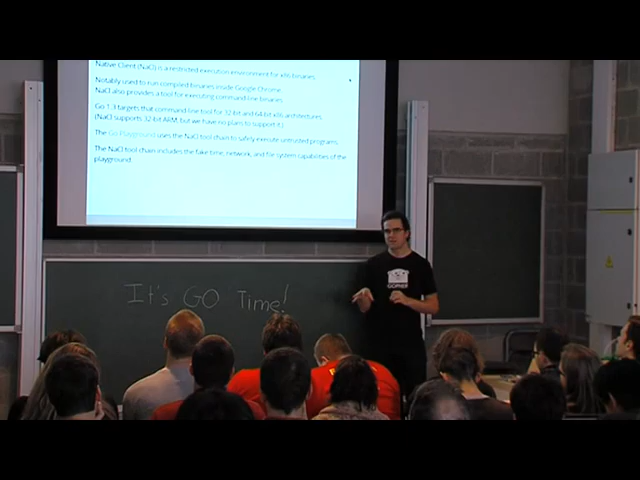 Native Client (NaCl) is a restricted execution environment for x86 binaries.
Notably used to run compiled binaries inside Google Chrome.
NaCl also provides a tool for executing command-line binaries.
Go 1.3 targets that command-line tool for 32-bit and 64-bit x86 architectures.
(NaCl supports 32-bit ARM, but we have no plans to support it.)
The Go Playground uses the NaCl tool chain to safely execute untrusted programs.
The NaCl tool chain includes the fake time, network, and file system capabilities of the
playground.
It's GO Time!
GOPHER